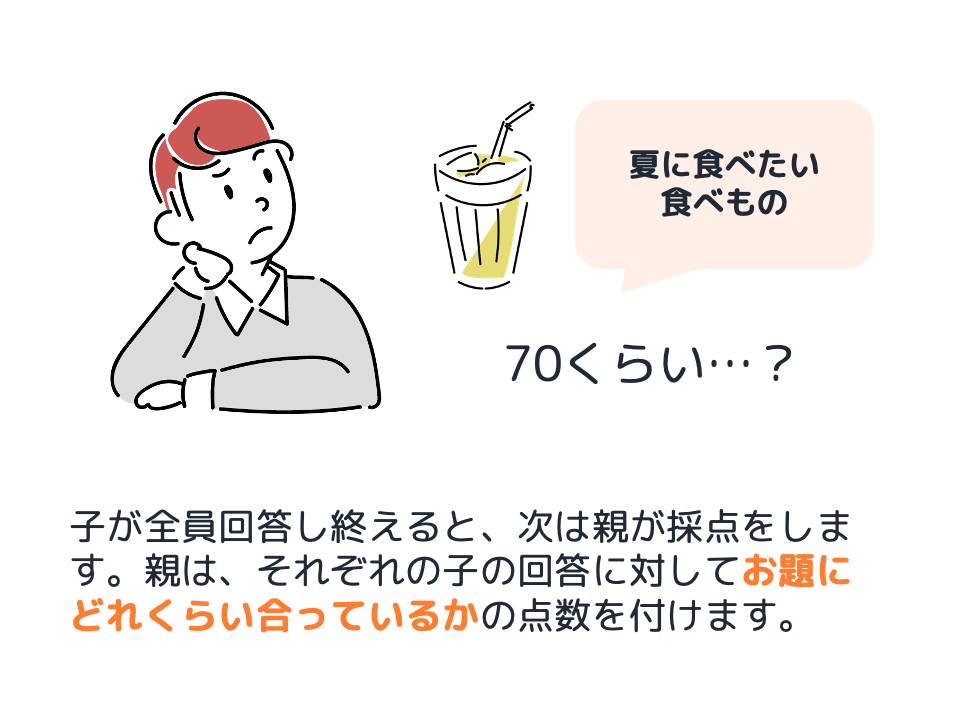 夏に食べたい
食べもの
70くらい…？
子が全員回答し終えると、次は親が採点をしま
す。親は、それぞれの子の回答に対してお題に
どれくらい合っているかの点数を付けます。